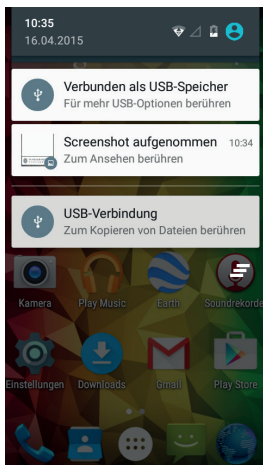 10:35
16.04.2015
Verbunden als USB-Speicher
Für mehr USB-Optionen berühren
Screenshot aufgenommen 10:34
Zum Ansehen berühren
USB-Verbindung
Zum Kopieren von Dateien berühren
Kamera Play Music Earth Soundrekorde
Einstellungen Downloads Gmail Play Store